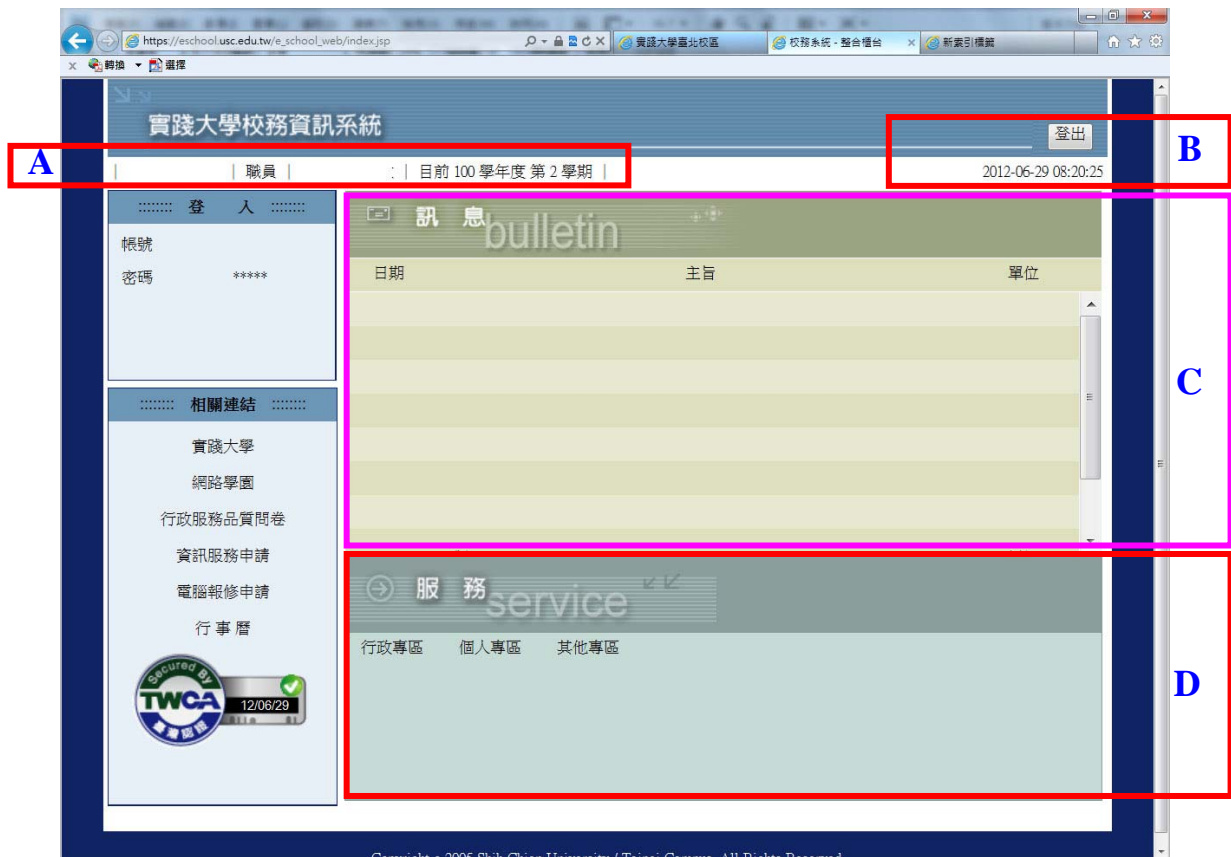 https://eschool.usc.edu.tw/e_school_web/index.jsp
實踐大學臺北校區
校務系統 - 整合櫃台
新索引標籤
轉換
選擇
實踐大學校務資訊系統
登出
A
| | 職員 | : | 目前 100 學年度 第 2 學期 |
2012-06-29 08:20:25
B
:::::::: 登 入 ::::::::
帳號
密碼 *****
訊 息
bulletin
日期 主旨 單位
C
:::::::: 相關連結 ::::::::
實踐大學
網路學園
行政服務品質問卷
資訊服務申請
電腦報修申請
行 事 曆
Secured By
TWCA
12/06/29
臺灣認證
服 務
service
行政專區 個人專區 其他專區
D